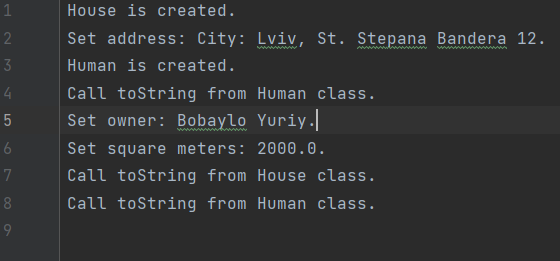 1 House is created.
2 Set address: City: Lviv, St. Stepana Bandera 12.
3 Human is created.
4 Call toString from Human class.
5 Set owner: Bobaylo Yuriy.
6 Set square meters: 2000.0.
7 Call toString from House class.
8 Call toString from Human class.
9